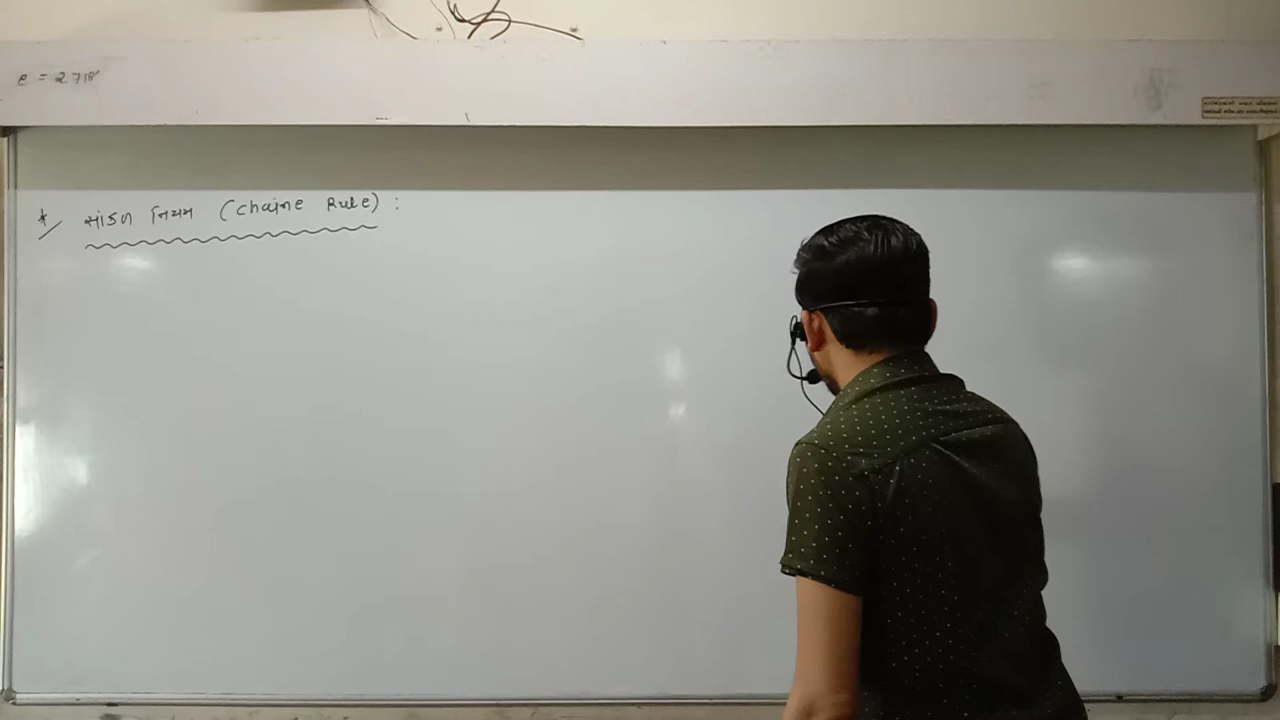 e = 2.718
* સાંકળ નિયમ (Chaine Rule) :